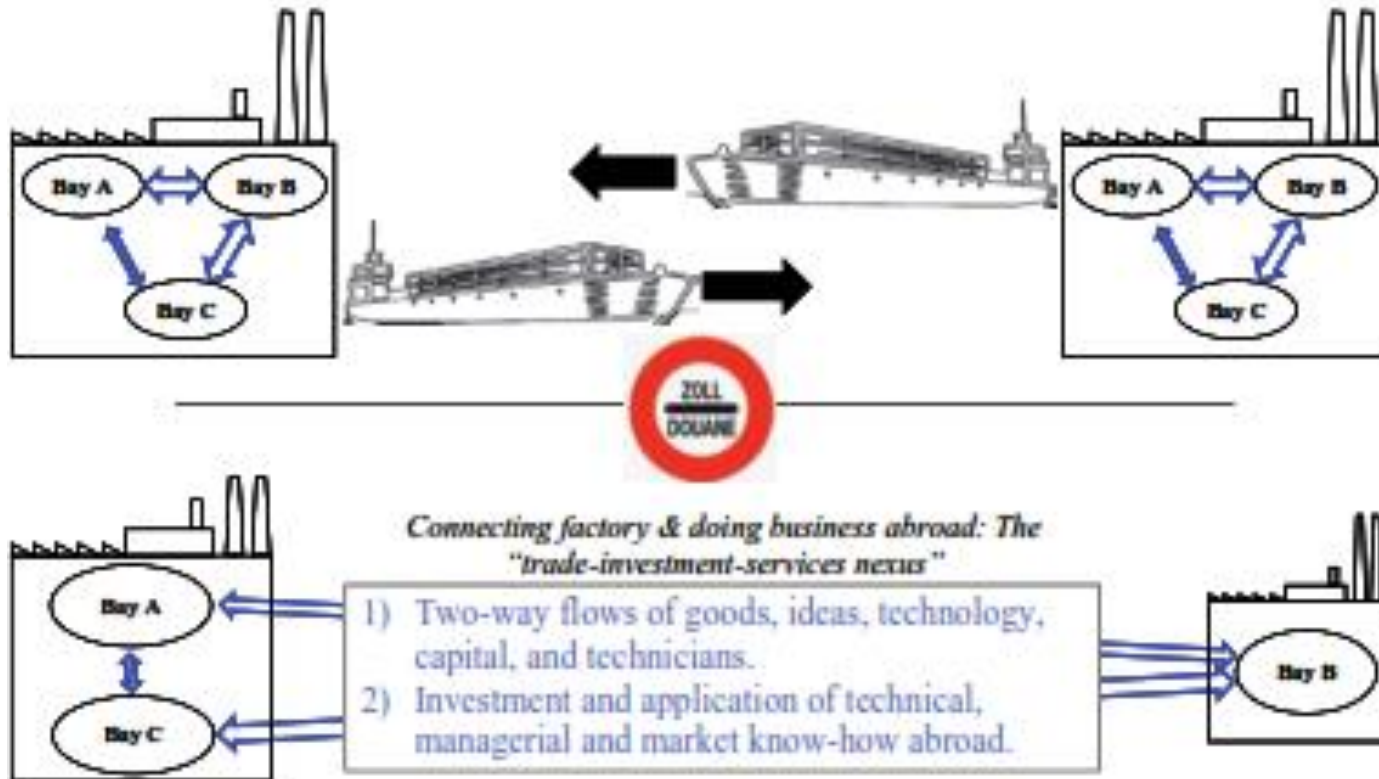 Bay A
Bay B
Bay C
Bay A
Bay B
Bay C
ZOLL
DOUANE
Connecting factory & doing business abroad: The
“trade-investment-services nexus”
Bay A
1) Two-way flows of goods, ideas, technology,
capital, and technicians.
Bay B
2) Investment and application of technical,
managerial and market know-how abroad.
Bay C